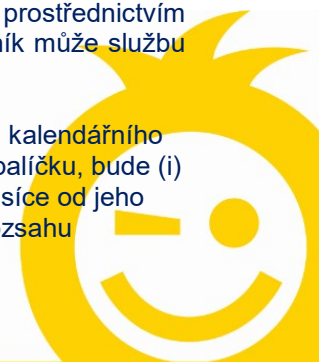 prostřednictvím
ník může službu
kalendářního
balíčku, bude (i)
síce od jeho
zsahu